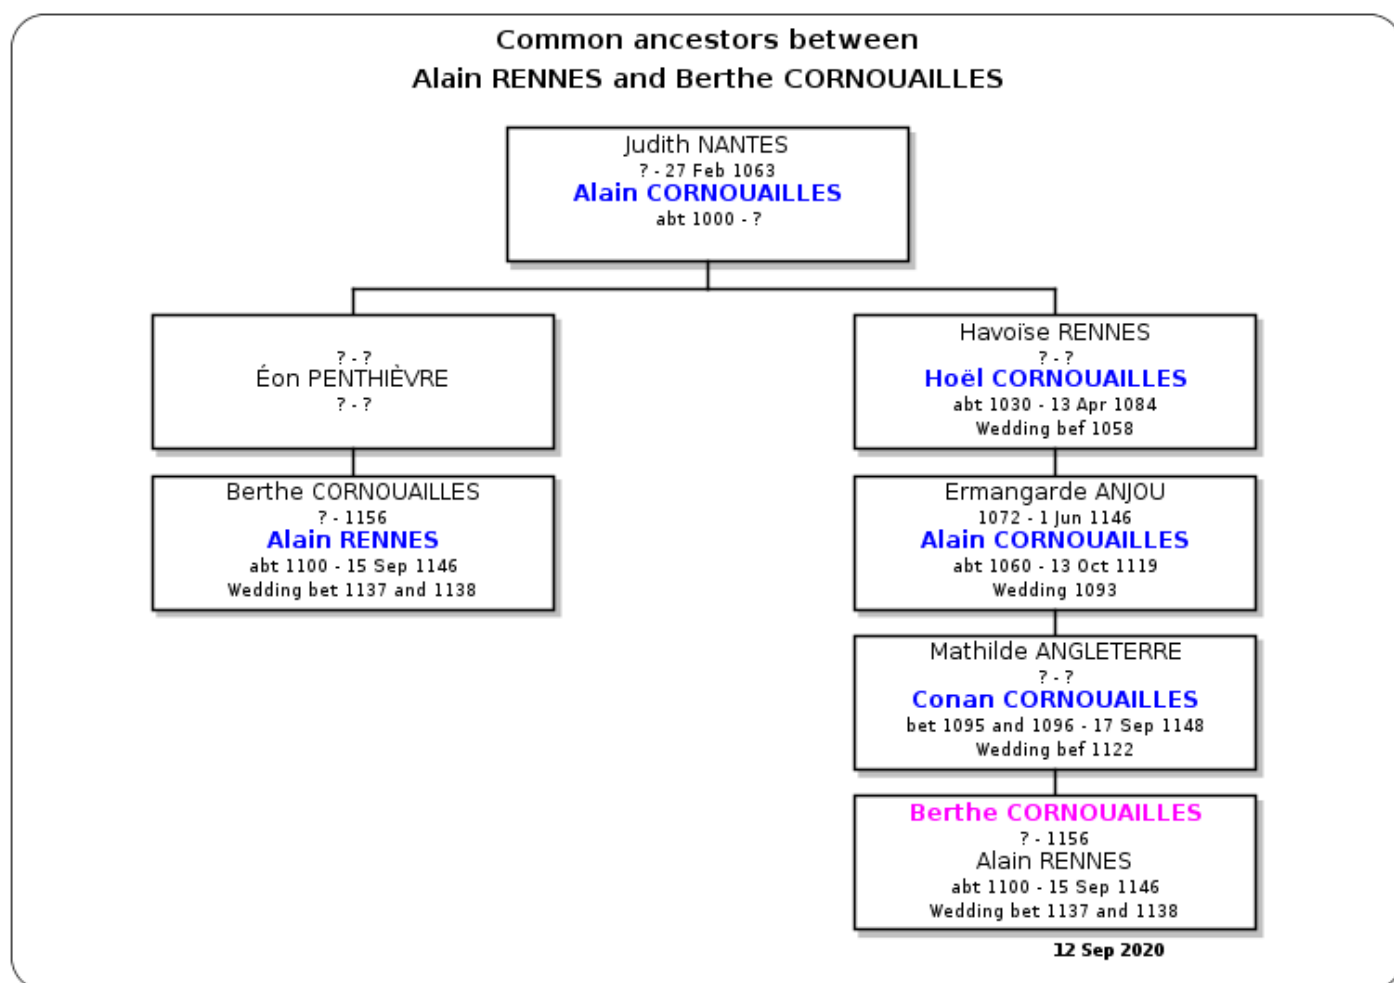 Common ancestors between
Alain RENNES and Berthe CORNOUAILLES
Judith NANTES
? - 27 Feb 1063
Alain CORNOUAILLES
abt 1000 - ?
? - ?
Éon PENTHIÈVRE
? - ?
Havoïse RENNES
? - ?
Hoël CORNOUAILLES
abt 1030 - 13 Apr 1084
Wedding bef 1058
Berthe CORNOUAILLES
? - 1156
Alain RENNES
abt 1100 - 15 Sep 1146
Wedding bet 1137 and 1138
Ermangarde ANJOU
1072 - 1 Jun 1146
Alain CORNOUAILLES
abt 1060 - 13 Oct 1119
Wedding 1093
Mathilde ANGLETERRE
? - ?
Conan CORNOUAILLES
bet 1095 and 1096 - 17 Sep 1148
Wedding bef 1122
Berthe CORNOUAILLES
? - 1156
Alain RENNES
abt 1100 - 15 Sep 1146
Wedding bet 1137 and 1138
12 Sep 2020